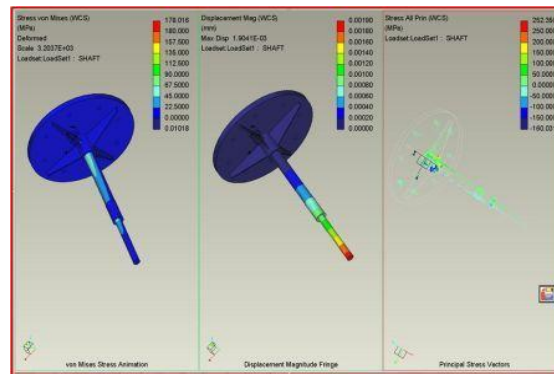 Stress von Mises (WCS)
(MPa)
Deformed
Scale 3.2037E+03
Loadset:LoadSet1 : SHAFT
178.016
180.000
157.500
135.000
112.500
90.0000
67.5000
45.0000
22.5000
0.00000
0.01018
von Mises Stress Animation
Displacement Mag (WCS)
(mm)
Max Disp 1.9041E-03
Loadset:LoadSet1 : SHAFT
0.00190
0.00180
0.00160
0.00140
0.00120
0.00100
0.00080
0.00060
0.00040
0.00020
0.00000
Displacement Magnitude Fringe
Stress All Prin (WCS)
(MPa)
Loadset:LoadSet1 : SHAFT
250.000
200.000
150.000
100.000
50.0000
0.00000
-50.000
-100.00
-150.00
Principal Stress Vectors